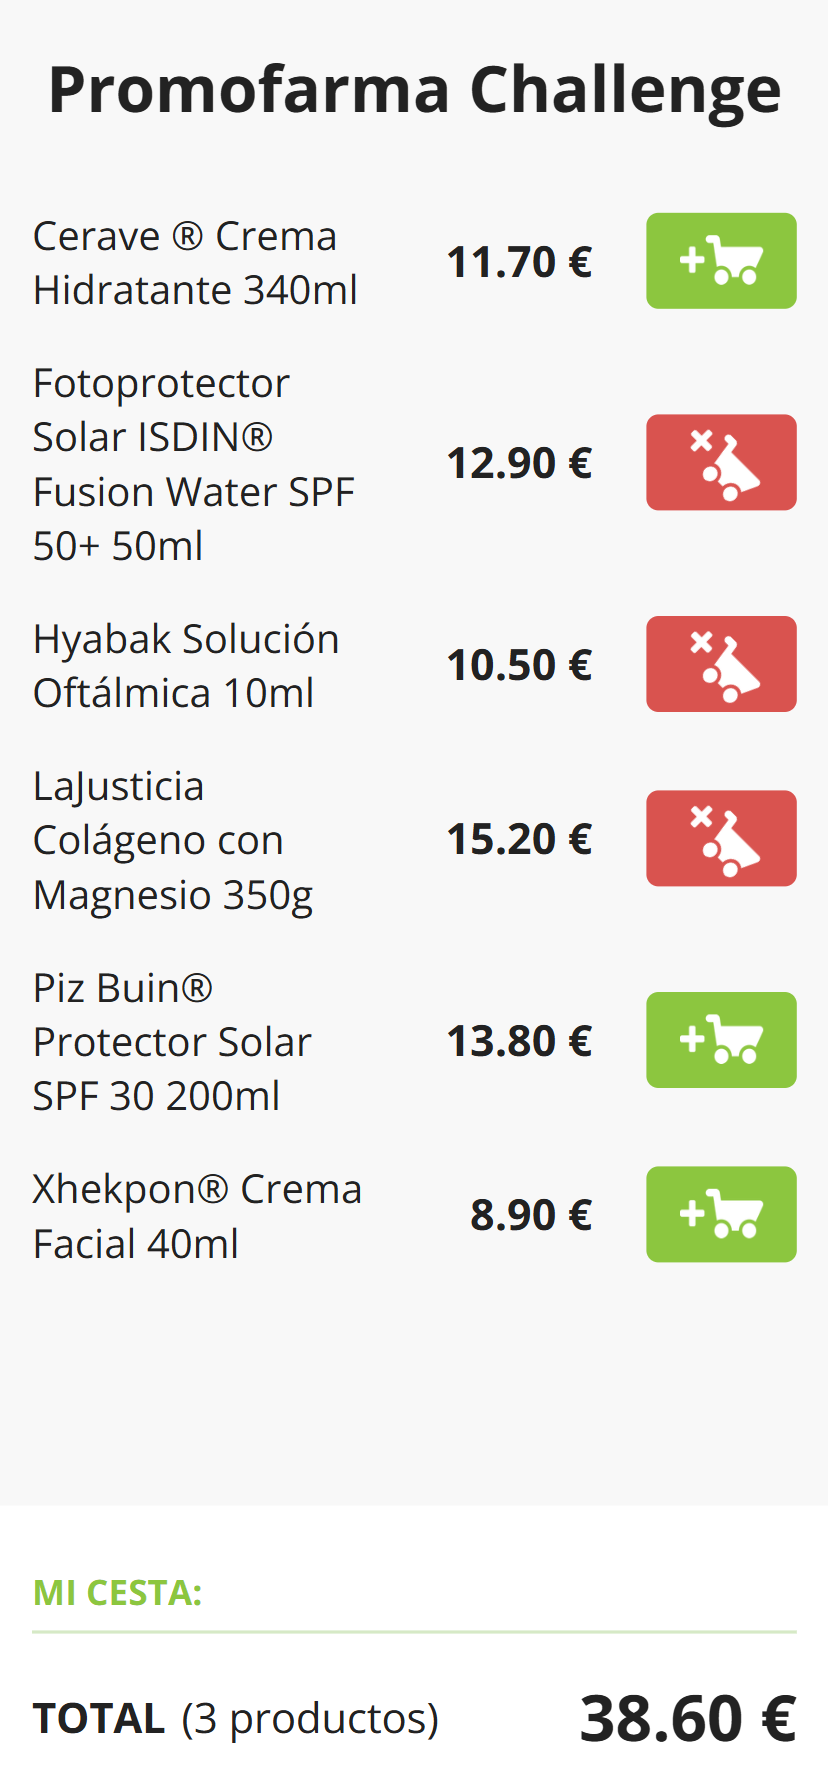 Promofarma Challenge
Cerave ® Crema
Hidratante 340ml
11.70 €
Fotoprotector
Solar ISDIN®
Fusion Water SPF
50+ 50ml
12.90 €
Hyabak Solución
Oftálmica 10ml
10.50 €
LaJusticia
Colágeno con
Magnesio 350g
15.20 €
Piz Buin®
Protector Solar
SPF 30 200ml
13.80 €
Xhekpon® Crema
Facial 40ml
8.90 €
MI CESTA:
TOTAL (3 productos) 38.60 €